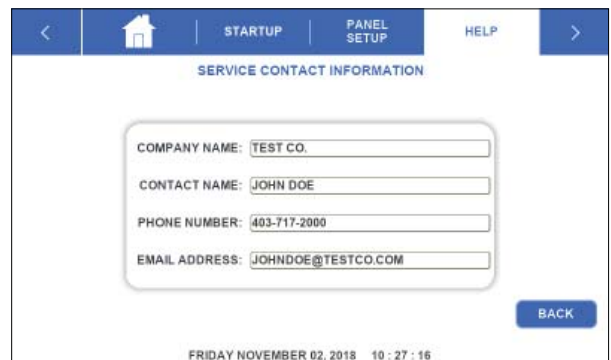 < STARTUP PANEL SETUP HELP >
SERVICE CONTACT INFORMATION
COMPANY NAME: TEST CO.
CONTACT NAME: JOHN DOE
PHONE NUMBER: 403-717-2000
EMAIL ADDRESS: JOHNDOE@TESTCO.COM
BACK
FRIDAY NOVEMBER 02, 2018 10 : 27 : 16